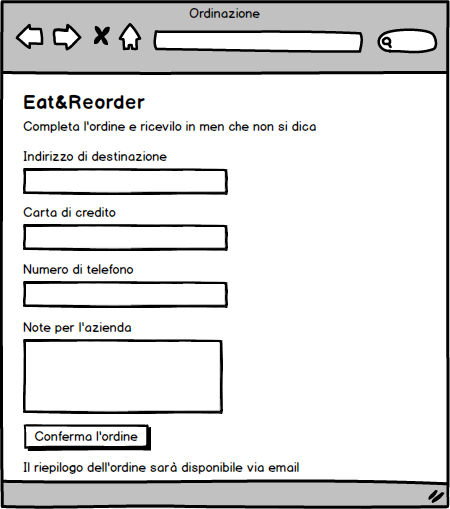 Ordinazione
Eat&Reorder
Completa l'ordine e ricevilo in men che non si dica
Indirizzo di destinazione
Carta di credito
Numero di telefono
Note per l'azienda
Conferma l'ordine
Il riepilogo dell'ordine sarà disponibile via email